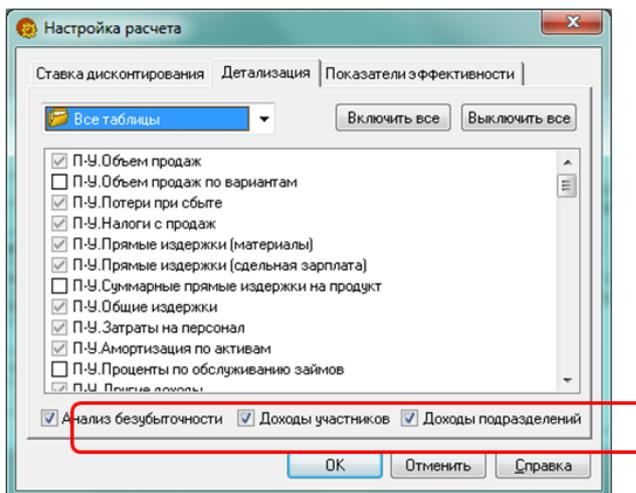 Настройка расчета
Ставка дисконтирования Детализация Показатели эффективности
Все таблицы Включить все Выключить все
П-У.Объем продаж
П-У.Объем продаж по вариантам
П-У.Потери при сбыте
П-У.Налоги с продаж
П-У.Прямые издержки (материалы)
П-У.Прямые издержки (сдельная зарплата)
П-У.Суммарные прямые издержки на продукт
П-У.Общие издержки
П-У.Затраты на персонал
П-У.Амортизация по активам
П-У.Проценты по обслуживанию займов
П-У.Другие доходы
Анализ безубыточности Доходы участников Доходы подразделений
OK Отменить Справка